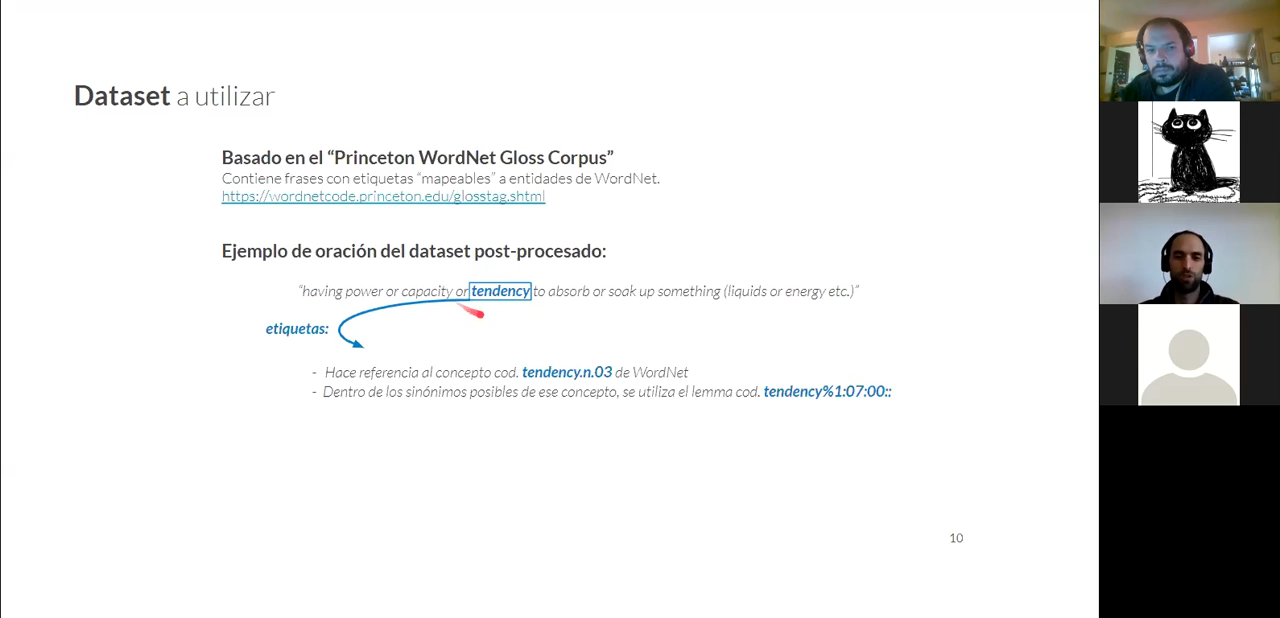 Dataset a utilizar
Basado en el “Princeton WordNet Gloss Corpus”
Contiene frases con etiquetas “mapeables” a entidades de WordNet.
https://wordnetcode.princeton.edu/glosstag.shtml
Ejemplo de oración del dataset post-procesado:
“having power or capacity or tendency to absorb or soak up something (liquids or energy etc.)”
etiquetas:
- Hace referencia al concepto cod. tendency.n.03 de WordNet
- Dentro de los sinónimos posibles de ese concepto, se utiliza el lemma cod. tendency%1:07:00::
10